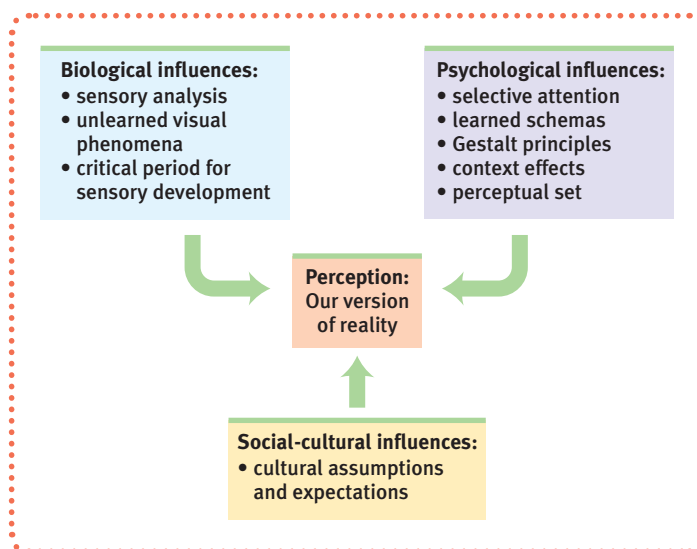 Biological influences:
• sensory analysis
• unlearned visual
phenomena
• critical period for
sensory development
Psychological influences:
• selective attention
• learned schemas
• Gestalt principles
• context effects
• perceptual set
Perception:
Our version
of reality
Social-cultural influences:
• cultural assumptions
and expectations